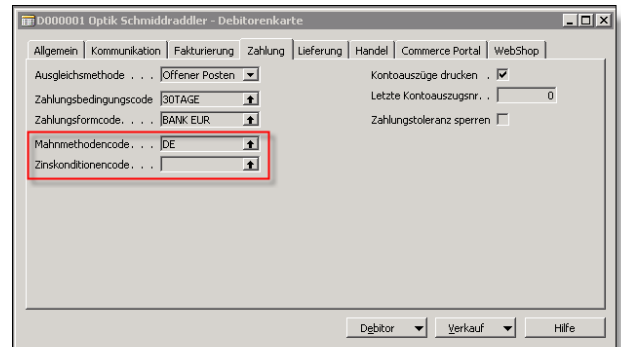 D000001 Optik Schmiddraddler - Debitorenkarte
Allgemein Kommunikation Fakturierung Zahlung Lieferung Handel Commerce Portal WebShop
Ausgleichsmethode . . . Offener Posten Kontoauszüge drucken .
Zahlungsbedingungscode 30TAGE Letzte Kontoauszugsnr. . 0
Zahlungsformcode. . . . BANK EUR Zahlungstoleranz sperren
Mahnmethodencode. . . DE
Zinskonditionencode. . .
Debitor Verkauf Hilfe